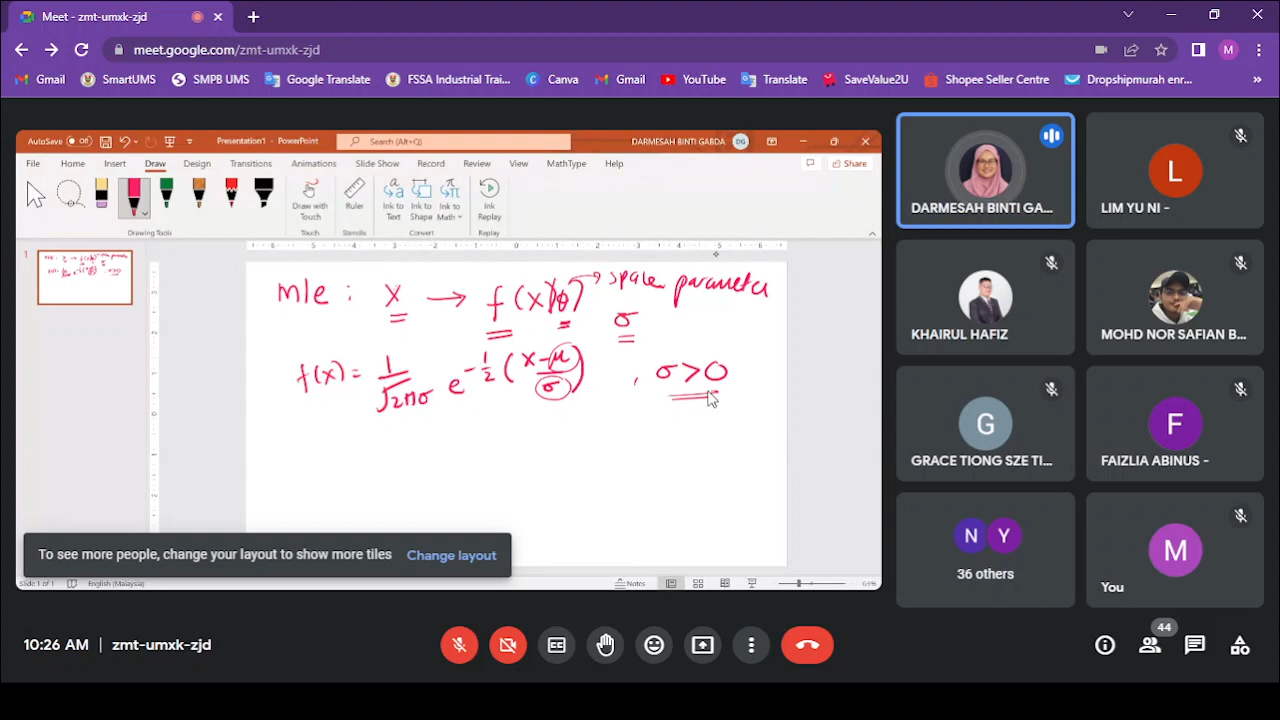 Meet - zmt-umxk-zjd
meet.google.com/zmt-umxk-zjd
M
Gmail SmartUMS SMPB UMS Google Translate FSSA Industrial Trai... Canva Gmail YouTube Translate SaveValue2U Shopee Seller Centre Dropshipmurah enr... »
AutoSave Off Presentation1 - PowerPoint Search (Alt+Q) DARMESAH BINTI GABDA DG
File Home Insert Draw Design Transitions Animations Slide Show Record Review View MathType Help Share
Draw with Touch Ruler Ink to Text Ink to Shape Ink to Math Ink Replay
Drawing Tools Touch Stencils Convert Replay
1
mle : x → f(x|θ) → space parameter
σ
f(x) = 1/√2πσ e^-1/2 (x-μ/σ) , σ>0
To see more people, change your layout to show more tiles Change layout
Slide 1 of 1 English (Malaysia) Notes 63%
DARMESAH BINTI GA...
L
LIM YU NI -
KHAIRUL HAFIZ
MOHD NOR SAFIAN B...
G
GRACE TIONG SZE TI...
F
FAIZLIA ABINUS -
N Y
36 others
M
You
10:26 AM | zmt-umxk-zjd
44